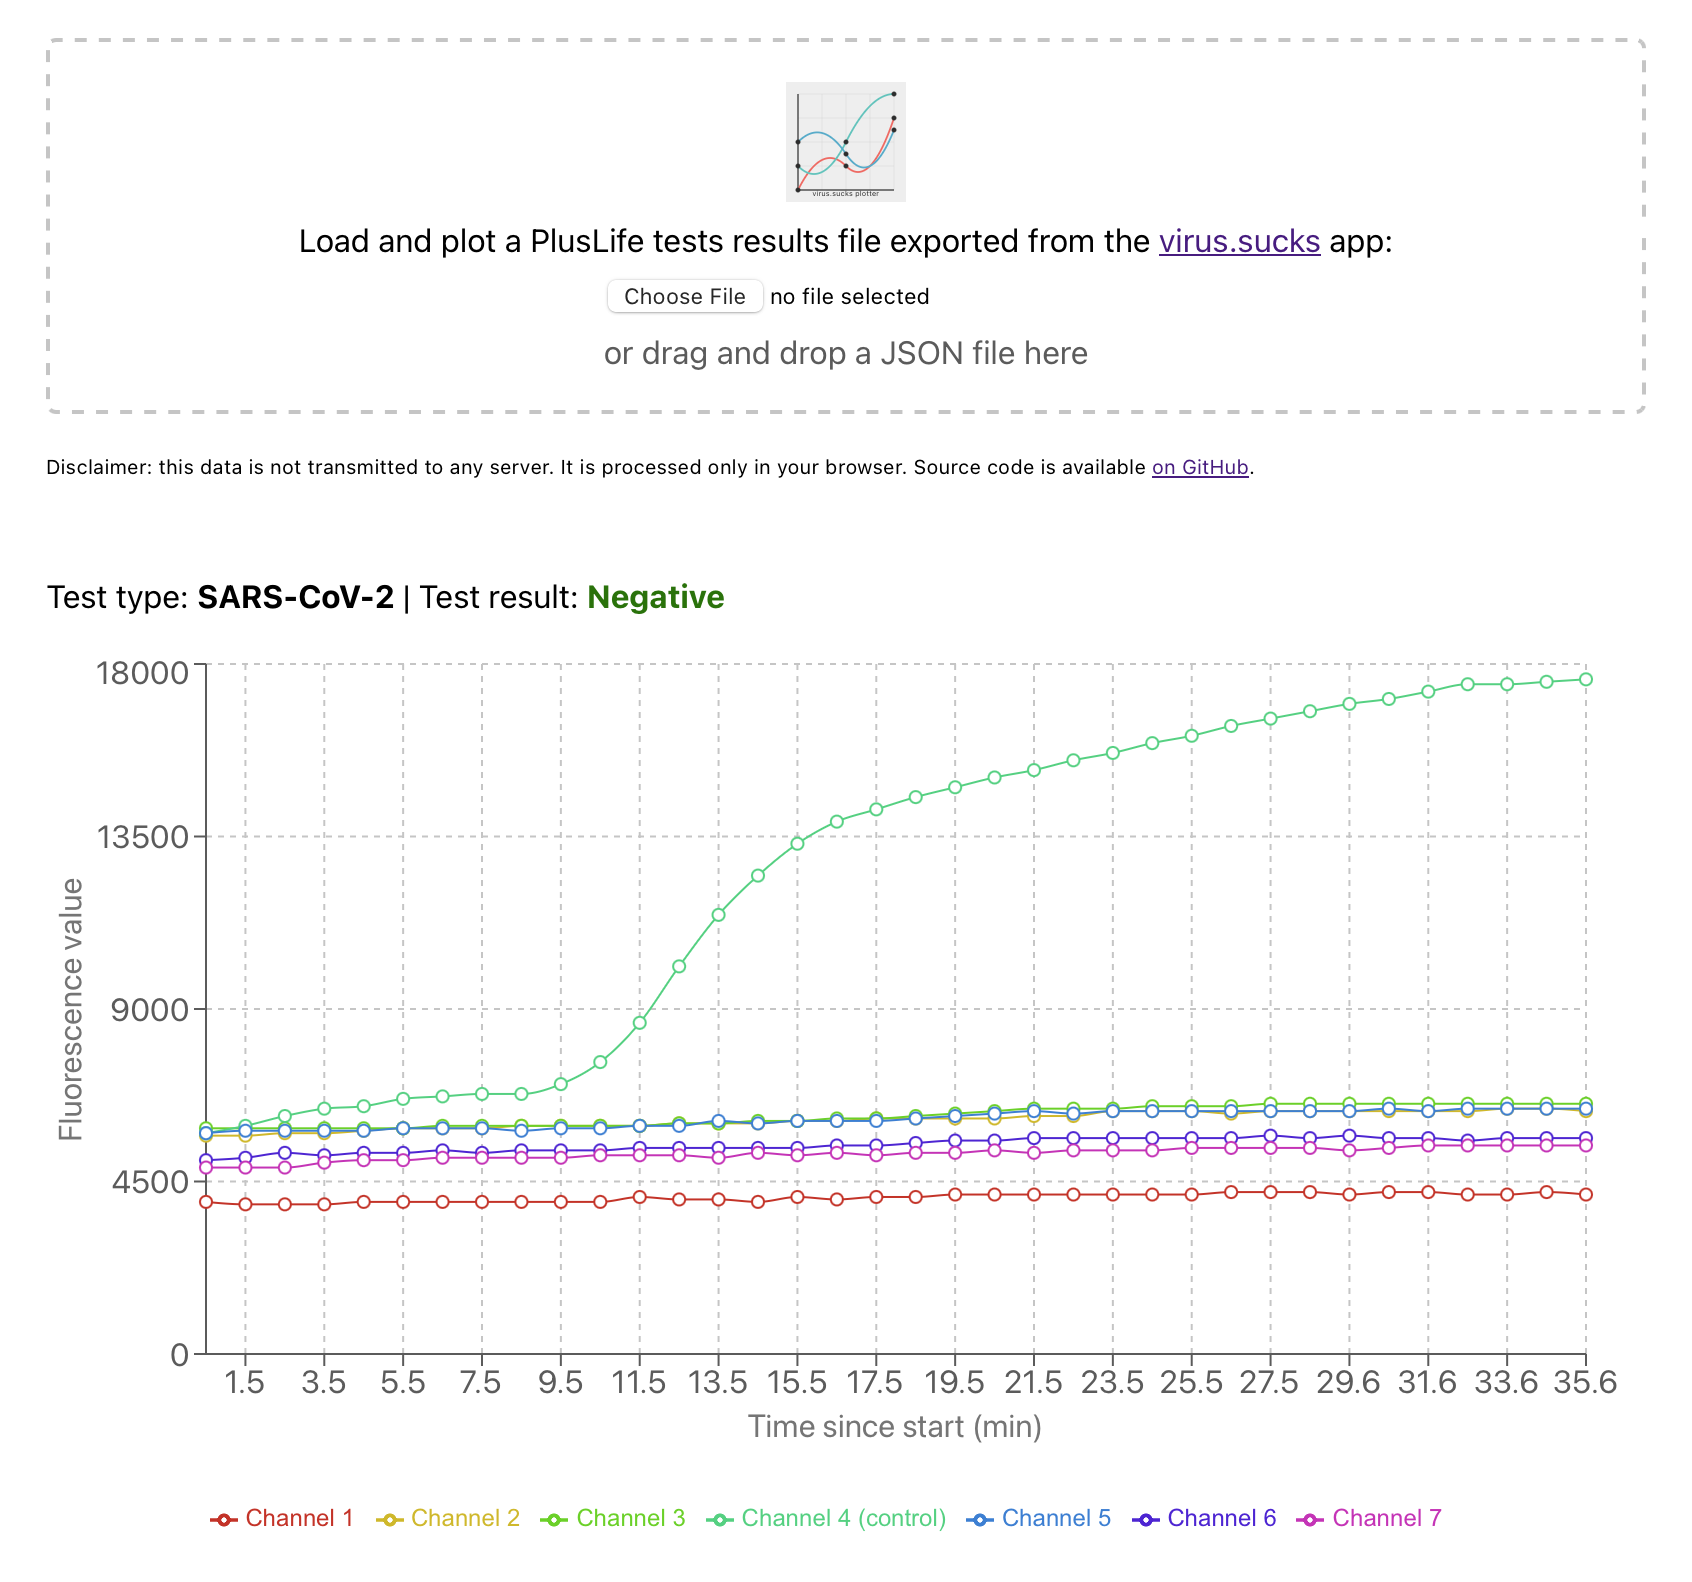 virus.sucks plotter
Load and plot a PlusLife tests results file exported from the virus.sucks app:
Choose File no file selected
or drag and drop a JSON file here
Disclaimer: this data is not transmitted to any server. It is processed only in your browser. Source code is available on GitHub.
Test type: SARS-CoV-2 | Test result: Negative
18000
13500
9000
4500
0
Fluorescence value
1.5 3.5 5.5 7.5 9.5 11.5 13.5 15.5 17.5 19.5 21.5 23.5 25.5 27.5 29.6 31.6 33.6 35.6
Time since start (min)
Channel 1 Channel 2 Channel 3 Channel 4 (control) Channel 5 Channel 6 Channel 7